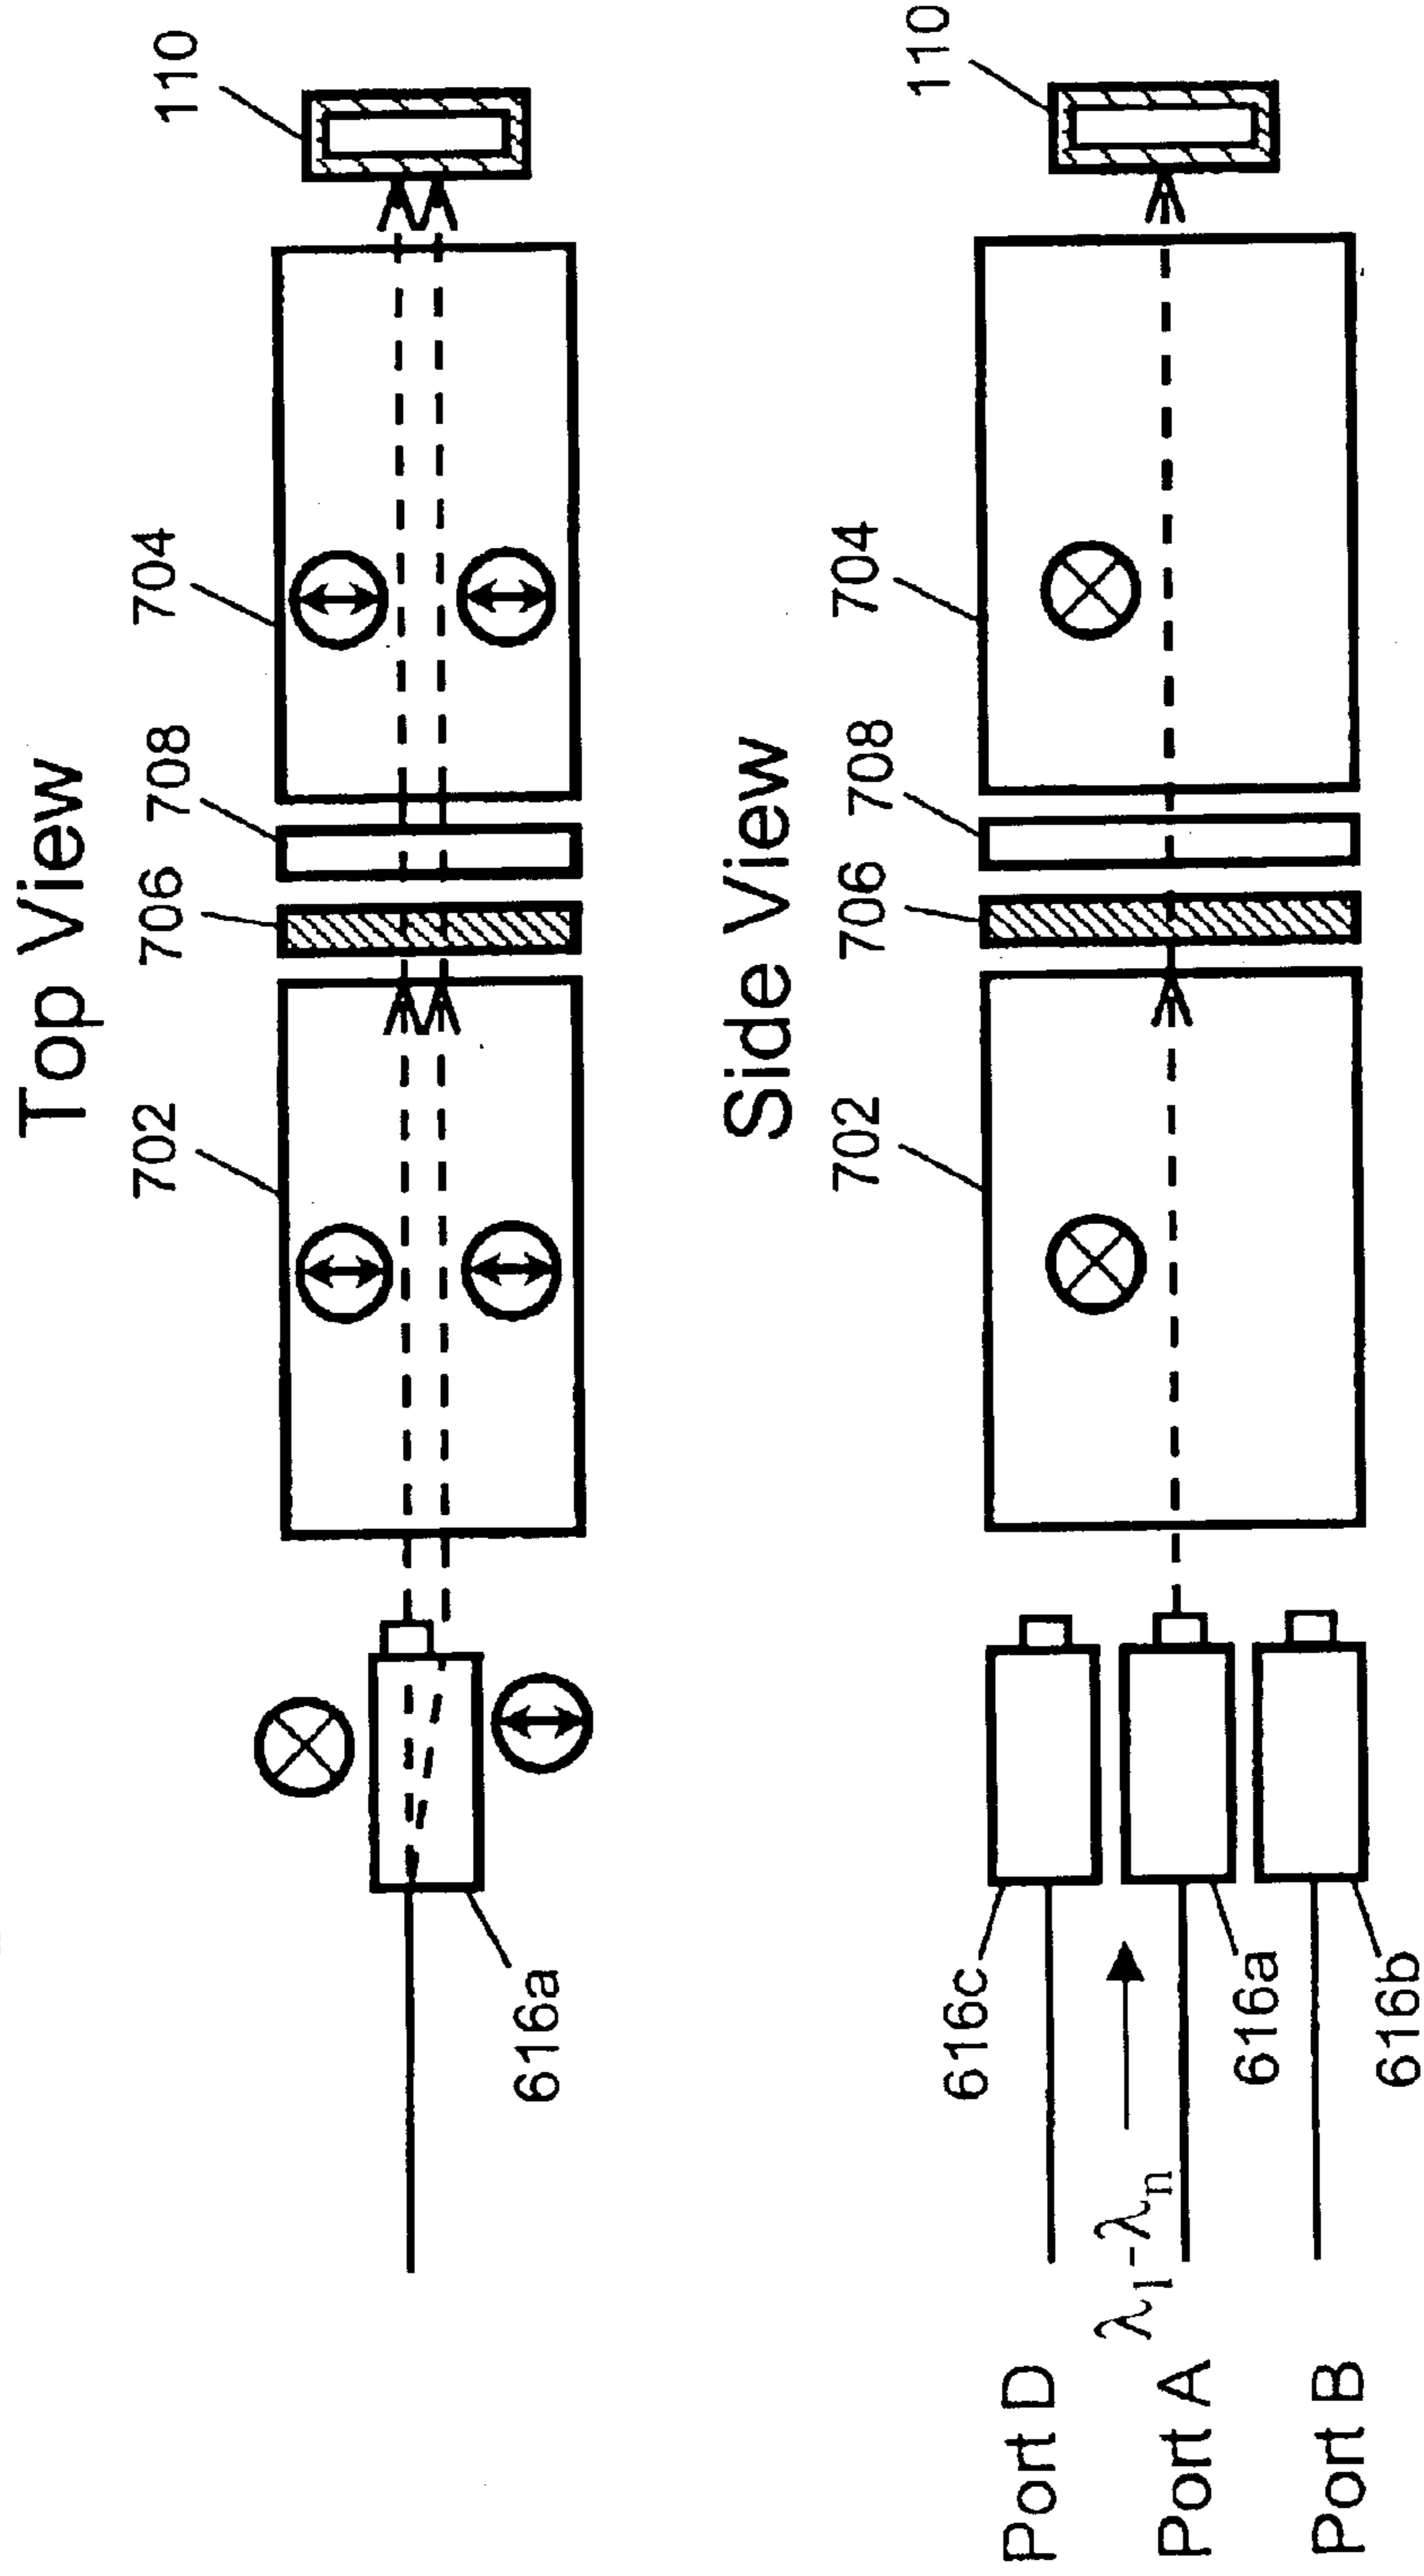 Top View
702
706
708
704
110
616a
Side View
702
706
708
704
110
616c
Port D
λ1-λn
Port A
616a
Port B
616b